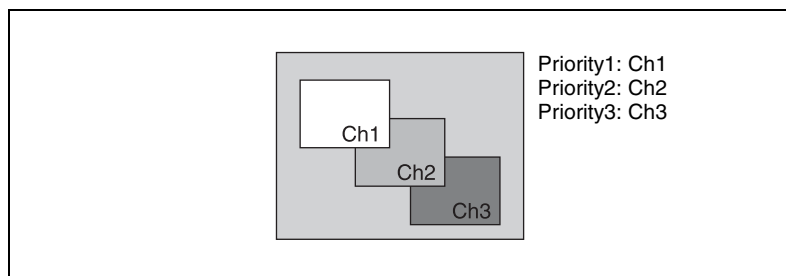 Priority1: Ch1
Priority2: Ch2
Priority3: Ch3
Ch1
Ch2
Ch3